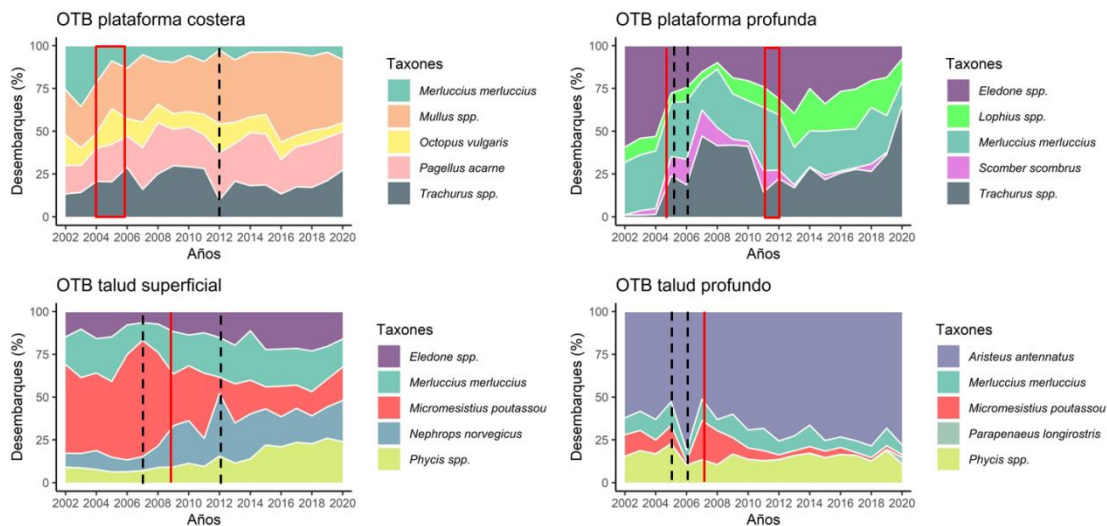 OTB plataforma costera
Desembarques (%)
100
75
50
25
0
2002 2004 2006 2008 2010 2012 2014 2016 2018 2020
Años
Taxones
Merluccius merluccius
Mullus spp.
Octopus vulgaris
Pagellus acarne
Trachurus spp.
OTB plataforma profunda
Desembarques (%)
100
75
50
25
0
2002 2004 2006 2008 2010 2012 2014 2016 2018 2020
Años
Taxones
Eledone spp.
Lophius spp.
Merluccius merluccius
Scomber scombrus
Trachurus spp.
OTB talud superficial
Desembarques (%)
100
75
50
25
0
2002 2004 2006 2008 2010 2012 2014 2016 2018 2020
Años
Taxones
Eledone spp.
Merluccius merluccius
Micromesistius poutassou
Nephrops norvegicus
Phycis spp.
OTB talud profundo
Desembarques (%)
100
75
50
25
0
2002 2004 2006 2008 2010 2012 2014 2016 2018 2020
Años
Taxones
Aristeus antennatus
Merluccius merluccius
Micromesistius poutassou
Parapenaeus longirostris
Phycis spp.